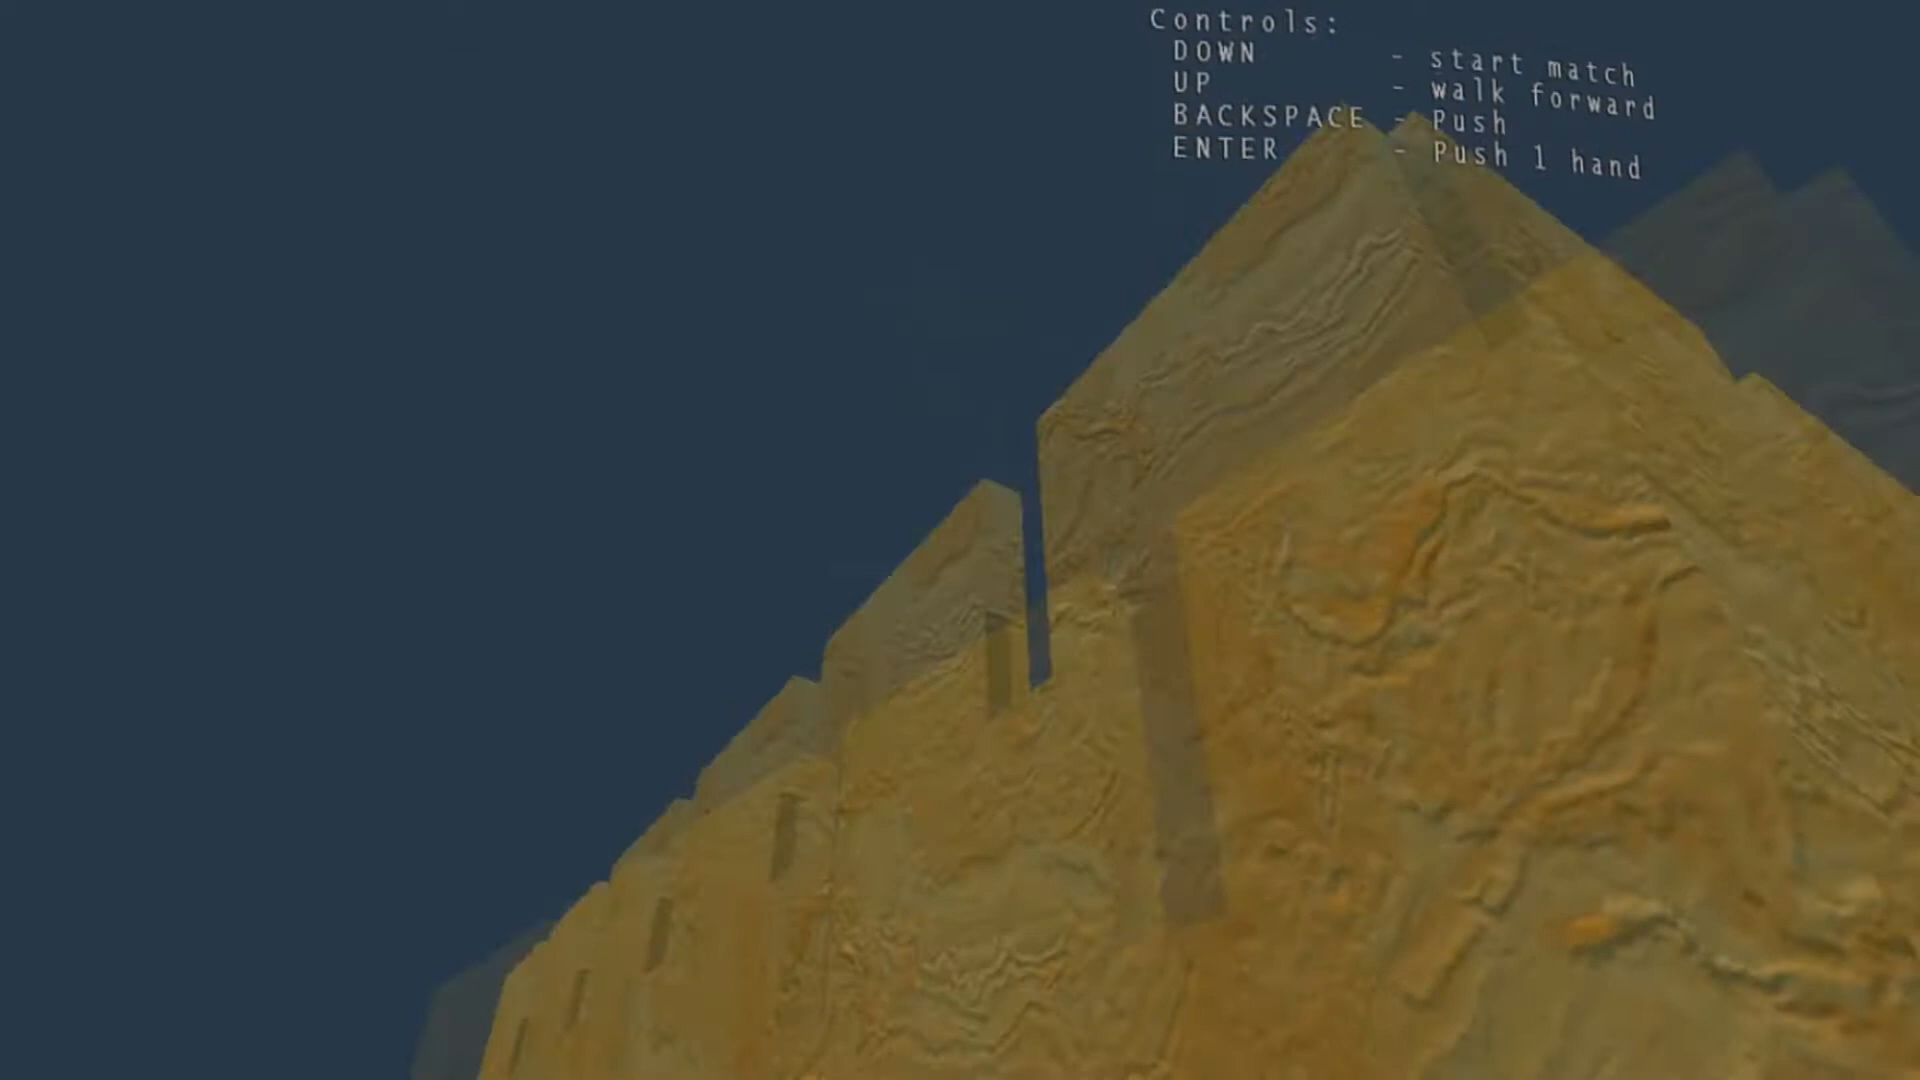 Controls:
DOWN - start match
UP - walk forward
BACKSPACE - Push
ENTER - Push 1 hand